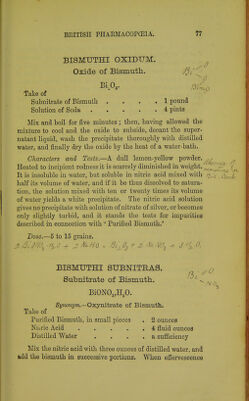 BRITISH PHARMACOPŒIA. 77
BISMUTHI OXIDUM.
Oxide of Bismuth.
Bi₂O₃.
Take of
Subnitrate of Bismuth . . . . 1 pound
Solution of Soda . . . . . 4 pints
Mix and boil for five minutes ; then, having allowed the
mixture to cool and the oxide to subside, decant the super-
natant liquid, wash the precipitate thoroughly with distilled
water, and finally dry the oxide by the heat of a water-bath.
Characters and Tests.—A dull lemon-yellow powder.
Heated to incipient redness it is scarcely diminished in weight.
It is insoluble in water, but soluble in nitric acid mixed with
half its volume of water, and if it be thus dissolved to satura-
tion, the solution mixed with ten or twenty times its volume
of water yields a white precipitate. The nitric acid solution
gives no precipitate with solution of nitrate of silver, or becomes
only slightly turbid, and it stands the tests for impurities
described in connection with ‘ Purified Bismuth.’
Dose.—5 to 15 grains.
BISMUTHI SUBNITRAS.
Subnitrate of Bismuth.
BiONO₃,H₂O.
Synonym.—Oxynitrate of Bismuth.
Take of
Purified Bismuth, in small pieces . 2 ounces
Nitric Acid . . . . 4 fluid ounces
Distilled Water . . . a sufficiency
Mix the nitric acid with three ounces of distilled water, and
add the bismuth in successive portions. When effervescence